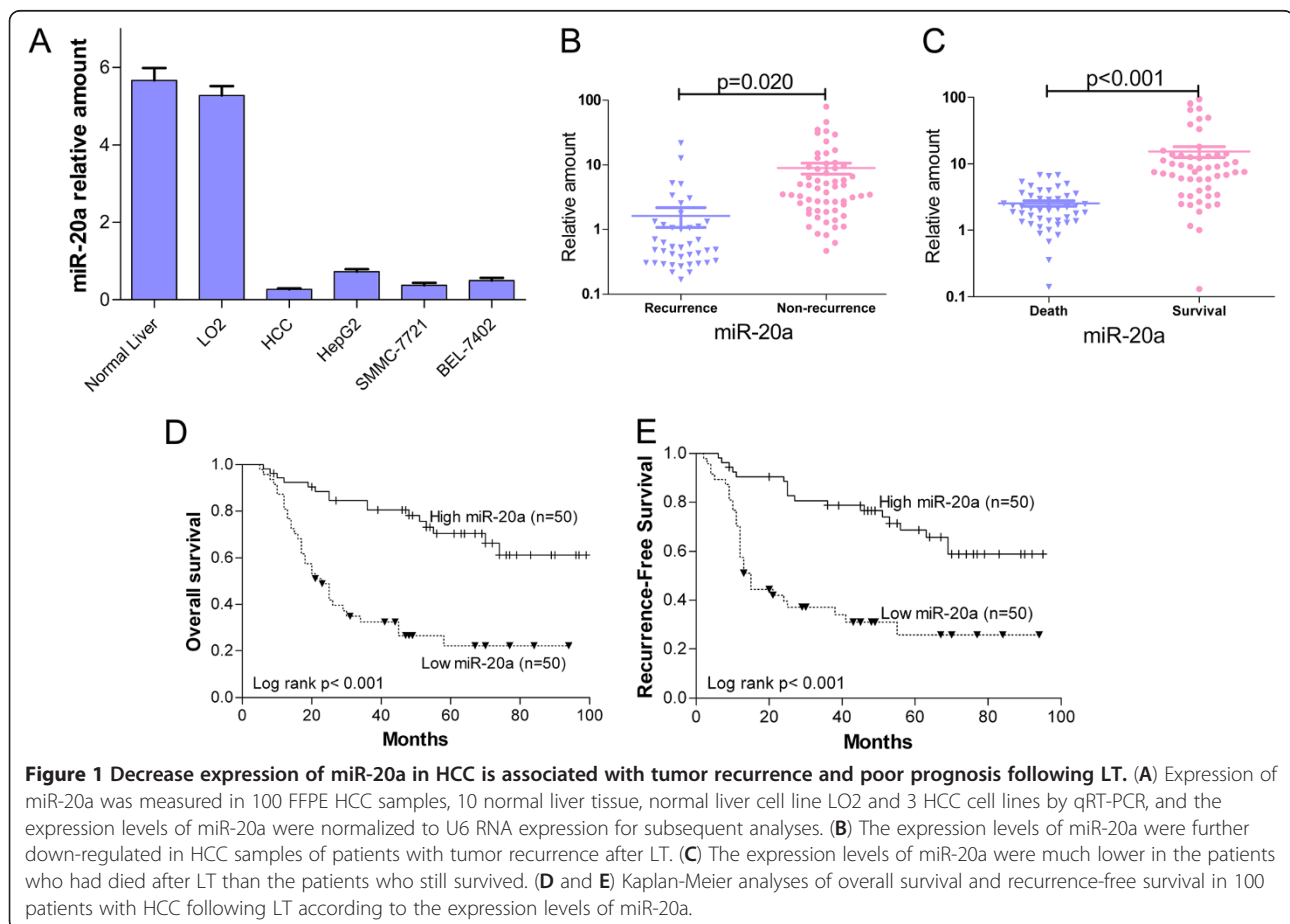 A
miR-20a relative amount
6
4
2
0
Normal Liver
LO2
HCC
HepG2
SMMC-7721
BEL-7402
B
p=0.020
Relative amount
100
10
1
0.1
Recurrence
Non-recurrence
miR-20a
C
p<0.001
Relative amount
100
10
1
0.1
Death
Survival
miR-20a
D
Overall survival
1.0
0.8
0.6
0.4
0.2
0.0
High miR-20a (n=50)
Low miR-20a (n=50)
Log rank p< 0.001
0
20
40
60
80
100
Months
E
Recurrence-Free Survival
1.0
0.8
0.6
0.4
0.2
0.0
High miR-20a (n=50)
Low miR-20a (n=50)
Log rank p< 0.001
0
20
40
60
80
100
Months
Figure 1 Decrease expression of miR-20a in HCC is associated with tumor recurrence and poor prognosis following LT. (A) Expression of
miR-20a was measured in 100 FFPE HCC samples, 10 normal liver tissue, normal liver cell line LO2 and 3 HCC cell lines by qRT-PCR, and the
expression levels of miR-20a were normalized to U6 RNA expression for subsequent analyses. (B) The expression levels of miR-20a were further
down-regulated in HCC samples of patients with tumor recurrence after LT. (C) The expression levels of miR-20a were much lower in the patients
who had died after LT than the patients who still survived. (D and E) Kaplan-Meier analyses of overall survival and recurrence-free survival in 100
patients with HCC following LT according to the expression levels of miR-20a.